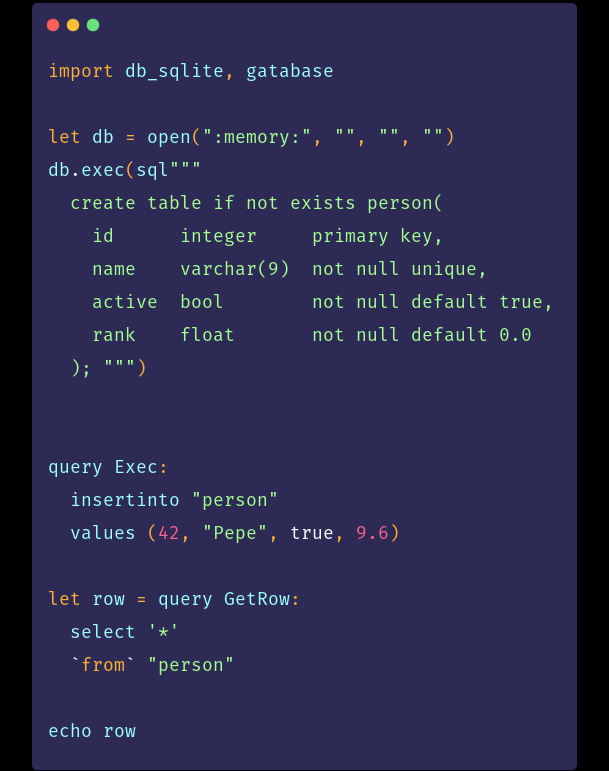 import db_sqlite, gatabase

let db = open(":memory:", "", "", "")
db.exec(sql"""
  create table if not exists person(
    id      integer     primary key,
    name    varchar(9)  not null unique,
    active  bool        not null default true,
    rank    float       not null default 0.0
  ); """)


query Exec:
  insertinto "person"
  values (42, "Pepe", true, 9.6)

let row = query GetRow:
  select '*'
  `from` "person"

echo row